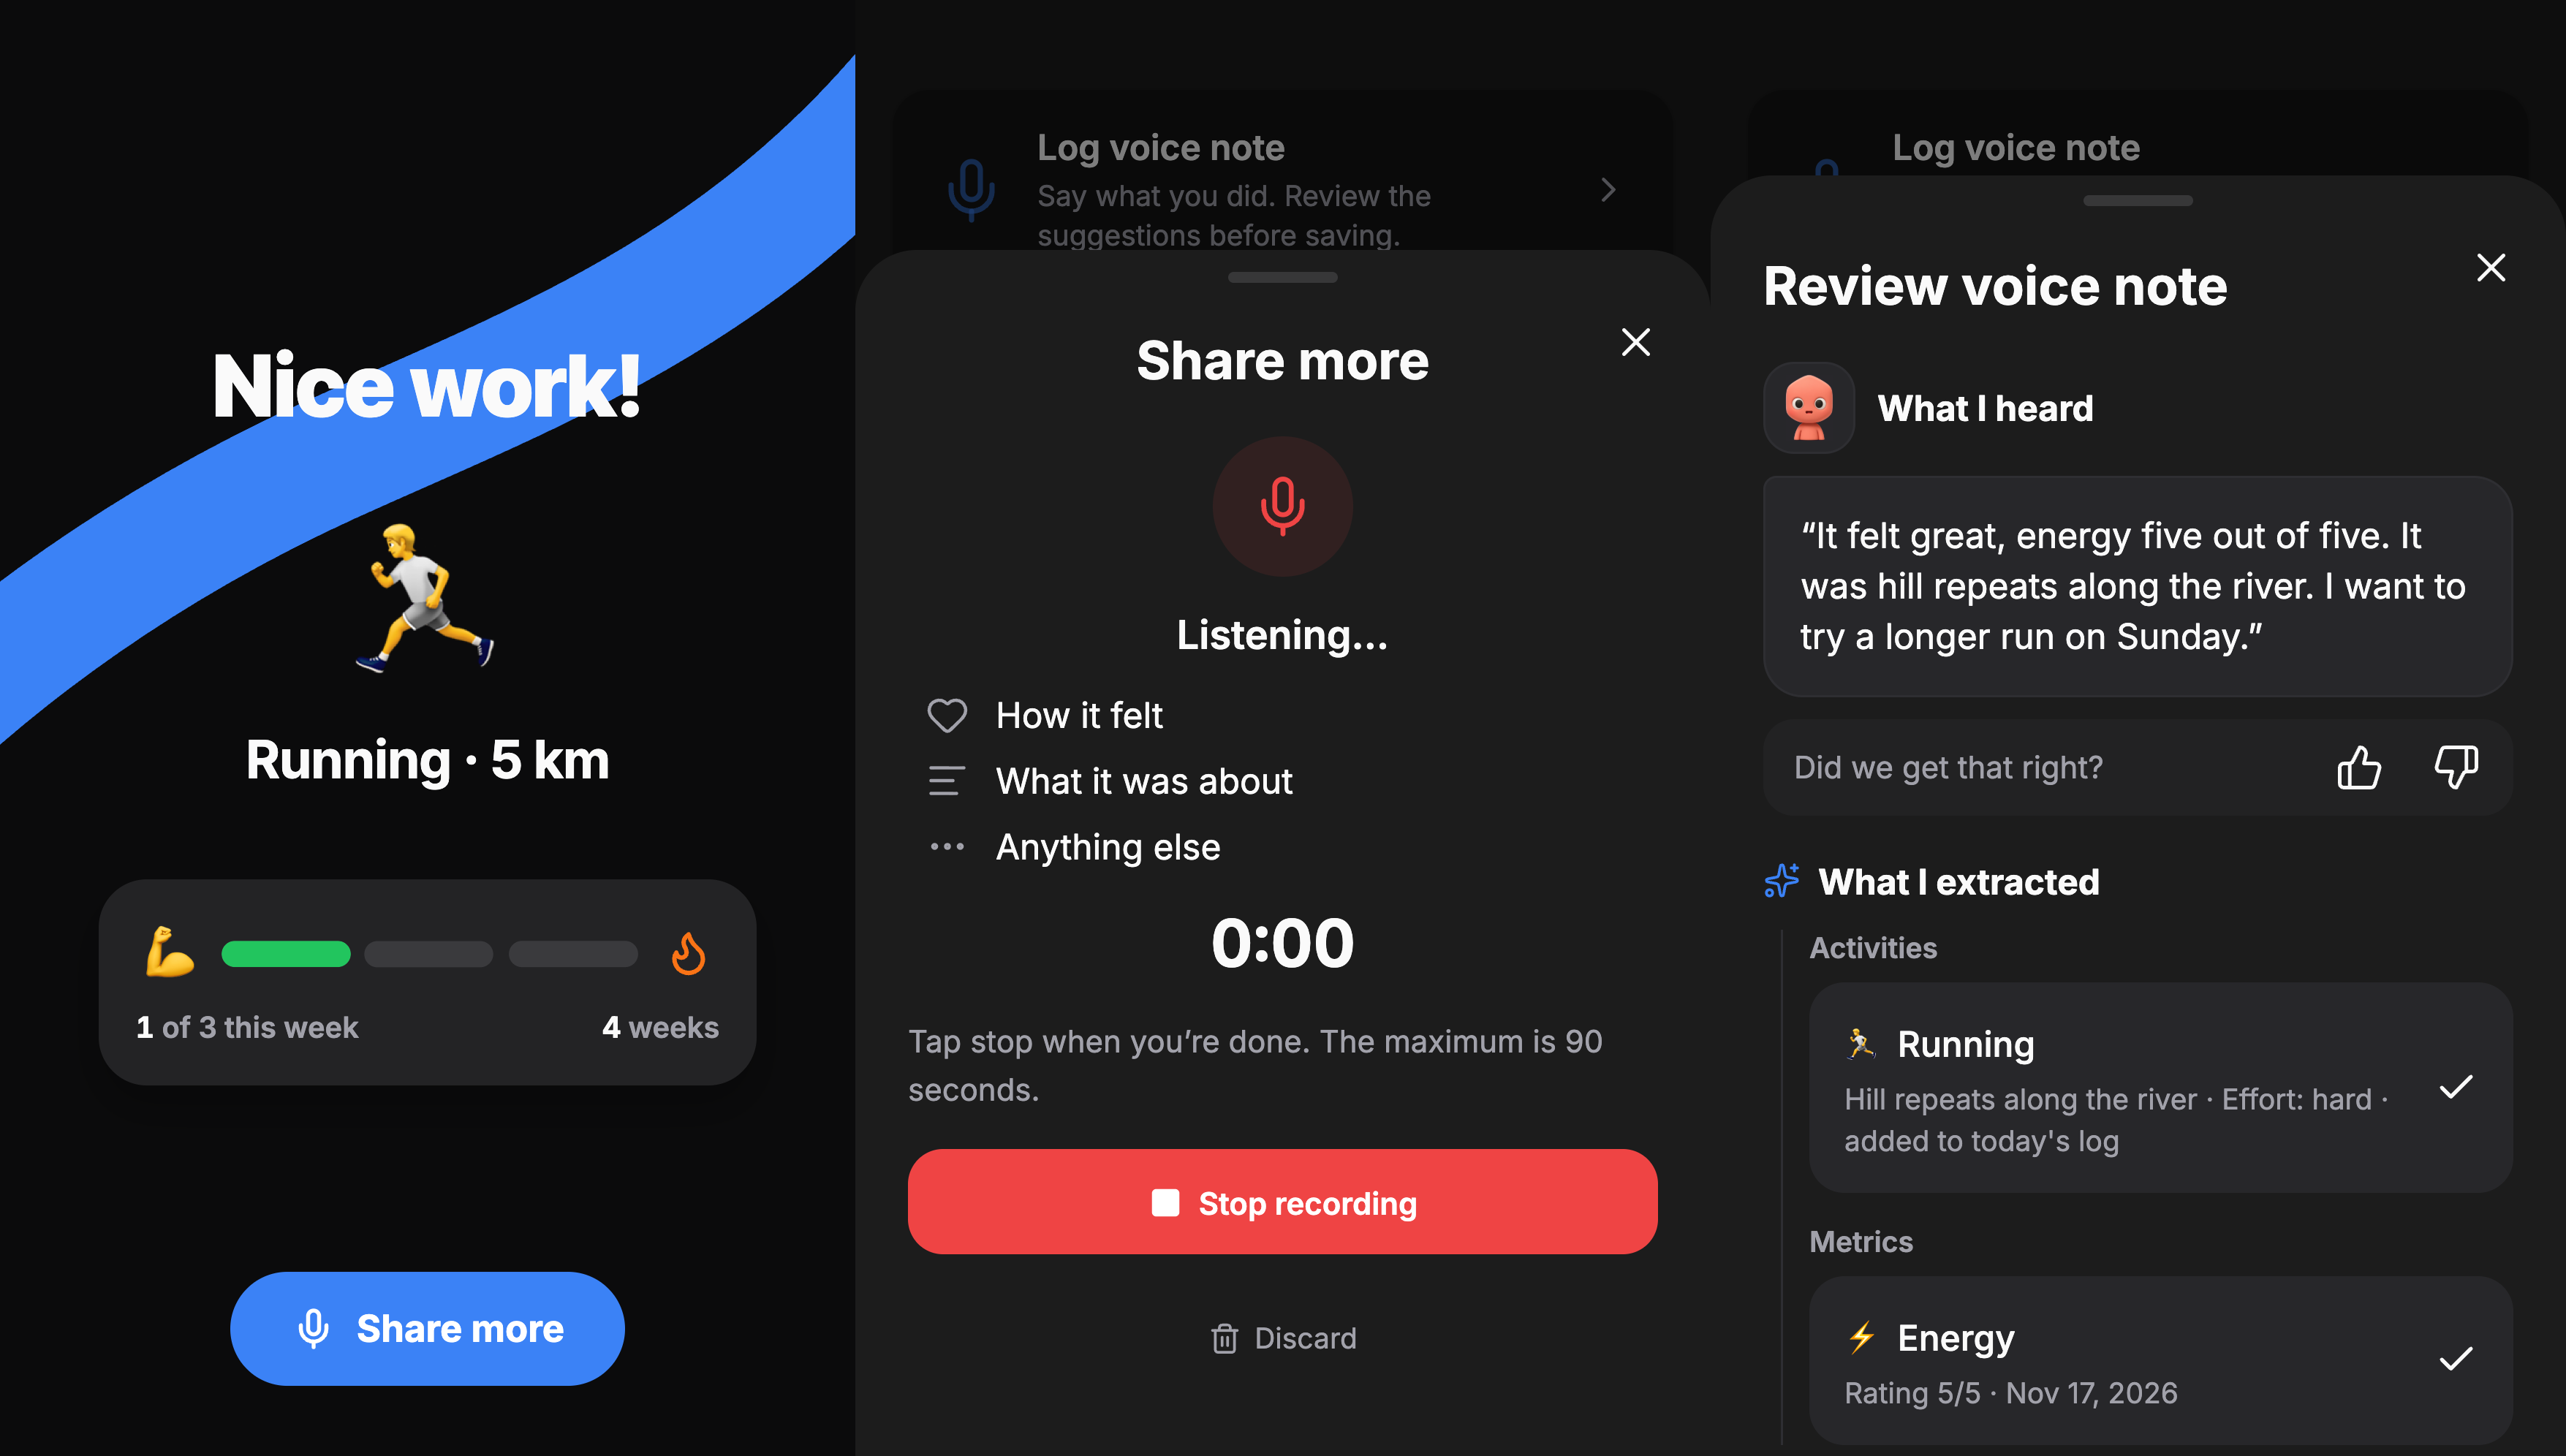 Nice work!
Running · 5 km
1 of 3 this week
4 weeks
Share more
Log voice note
Say what you did. Review the
suggestions before saving.
Share more
Listening...
How it felt
What it was about
Anything else
0:00
Tap stop when you’re done. The maximum is 90
seconds.
Stop recording
Discard
Log voice note
Review voice note
What I heard
“It felt great, energy five out of five. It
was hill repeats along the river. I want to
try a longer run on Sunday.”
Did we get that right?
What I extracted
Activities
Running
Hill repeats along the river · Effort: hard ·
added to today's log
Metrics
Energy
Rating 5/5 · Nov 17, 2026